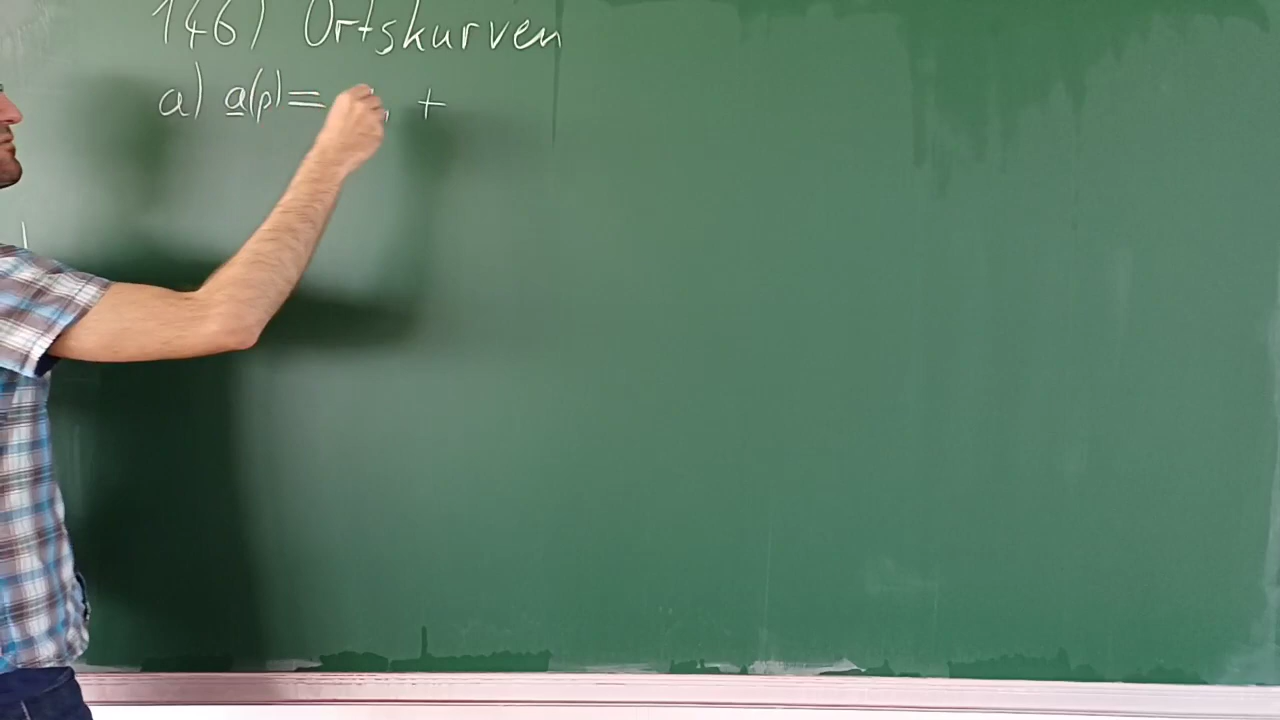 146) Ortskurven
a) a(p)= +